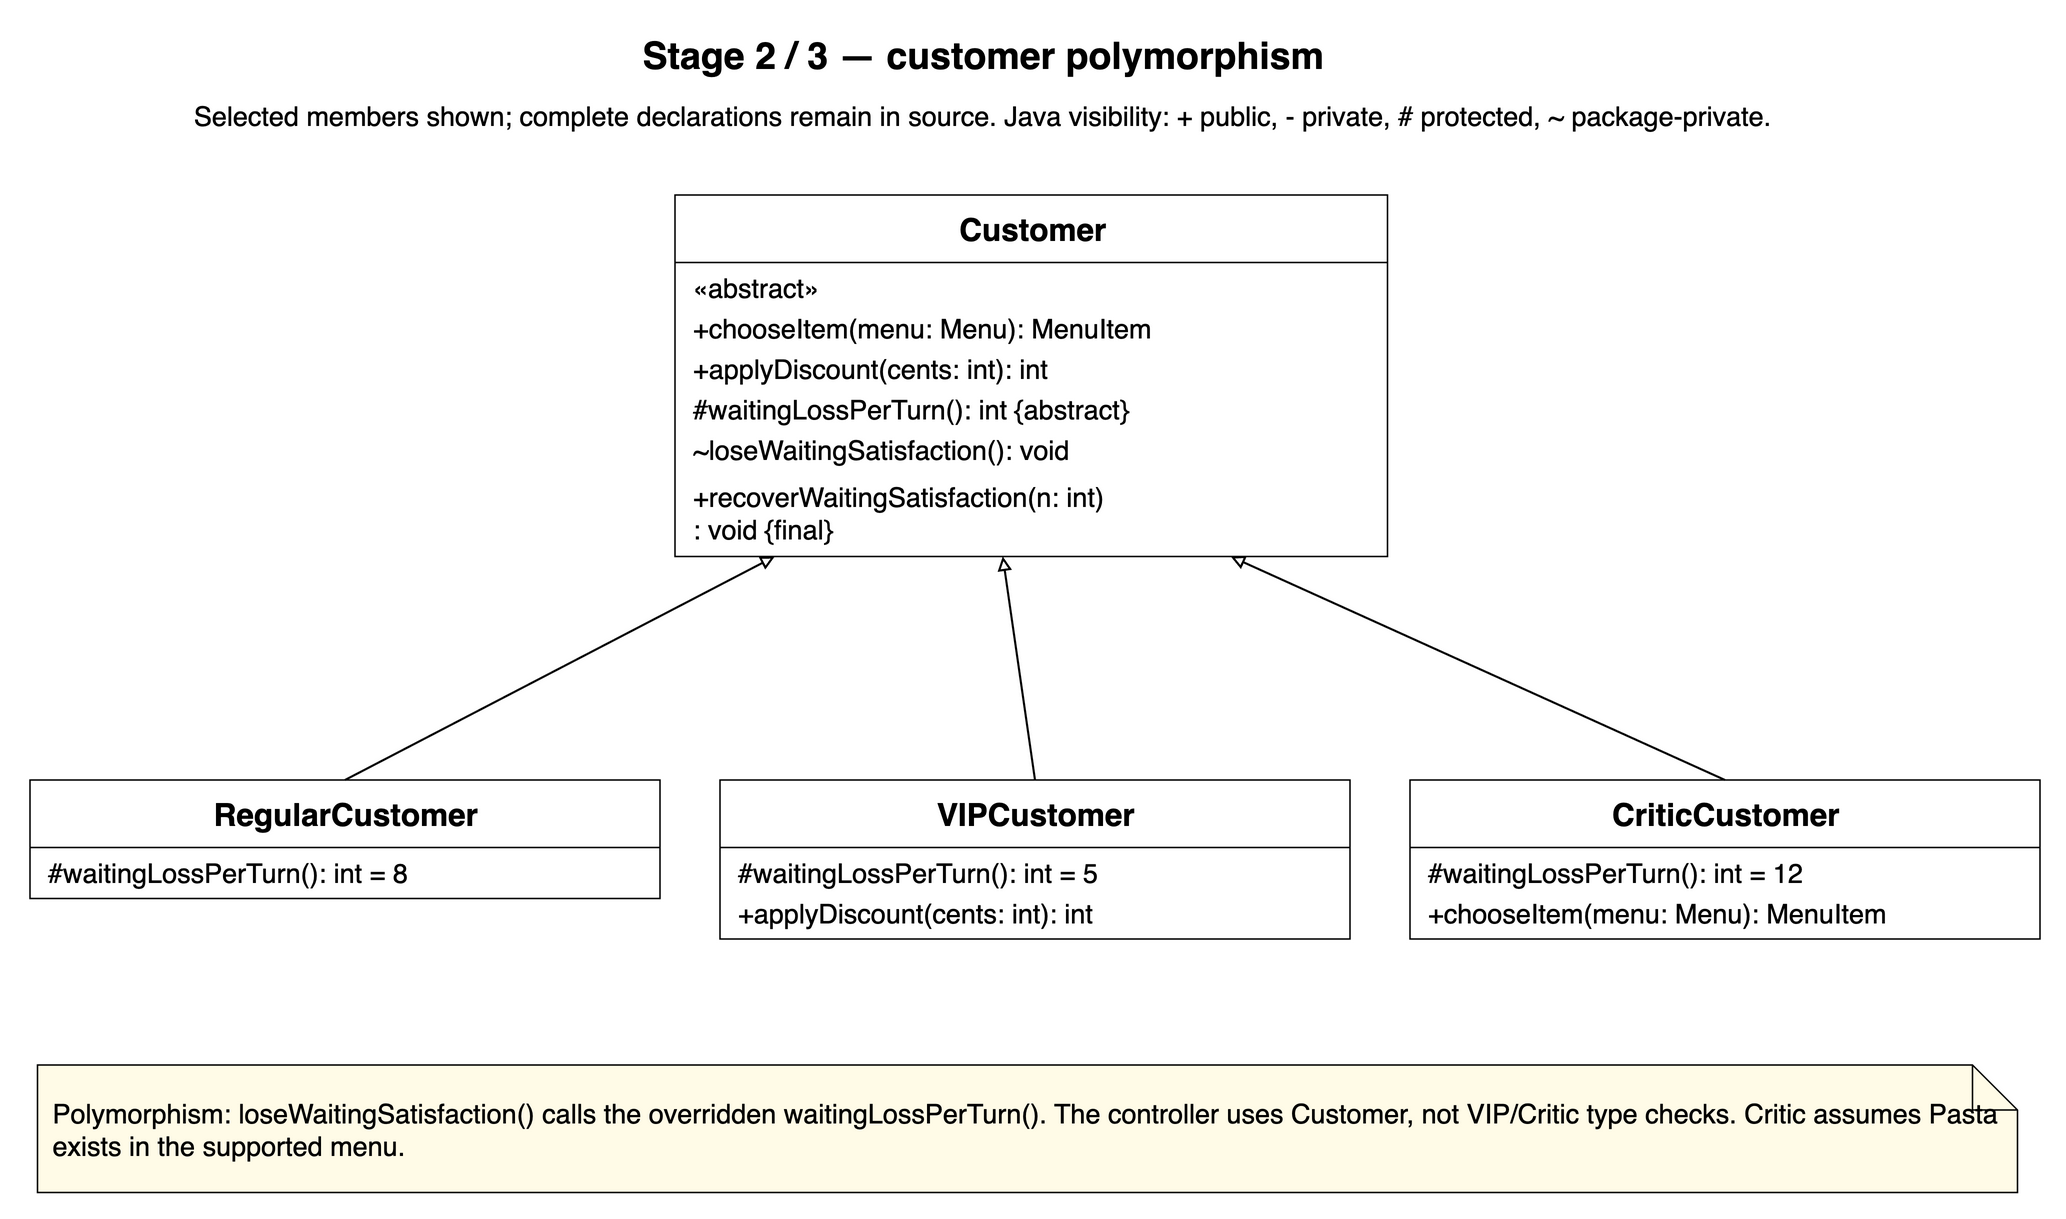 Stage 2 / 3 — customer polymorphism
Selected members shown; complete declarations remain in source. Java visibility: + public, - private, # protected, ~ package-private.
Customer
«abstract»
+chooseItem(menu: Menu): MenuItem
+applyDiscount(cents: int): int
#waitingLossPerTurn(): int {abstract}
~loseWaitingSatisfaction(): void
+recoverWaitingSatisfaction(n: int)
: void {final}
RegularCustomer
#waitingLossPerTurn(): int = 8
VIPCustomer
#waitingLossPerTurn(): int = 5
+applyDiscount(cents: int): int
CriticCustomer
#waitingLossPerTurn(): int = 12
+chooseItem(menu: Menu): MenuItem
Polymorphism: loseWaitingSatisfaction() calls the overridden waitingLossPerTurn(). The controller uses Customer, not VIP/Critic type checks. Critic assumes Pasta
exists in the supported menu.